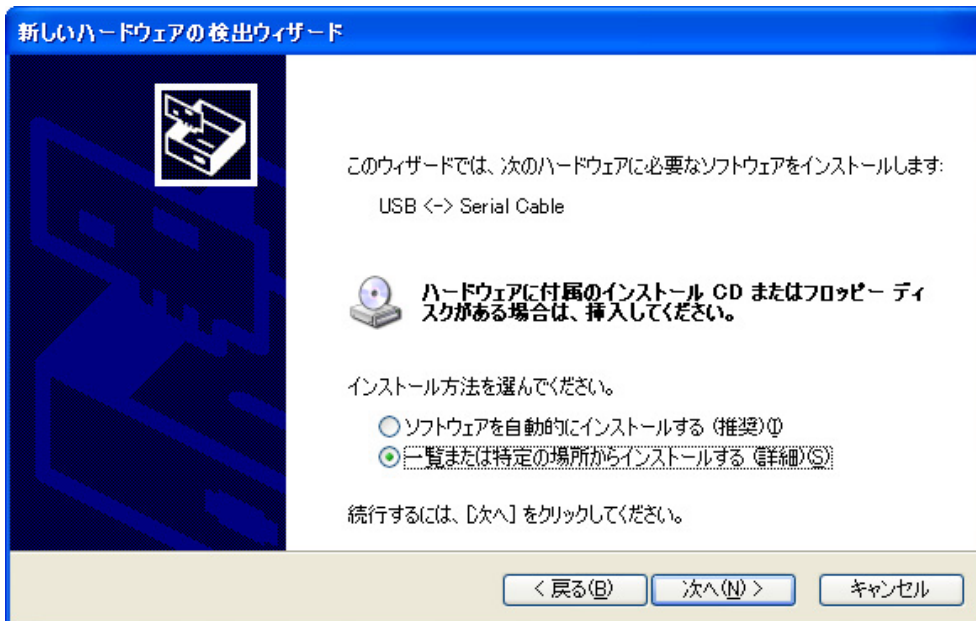 新しいハードウェアの検出ウィザード
このウィザードでは、次のハードウェアに必要なソフトウェアをインストールします:
USB <-> Serial Cable
ハードウェアに付属のインストール CD またはフロッピー ディ
スクがある場合は、挿入してください。
インストール方法を選んでください。
ソフトウェアを自動的にインストールする (推奨)(I)
一覧または特定の場所からインストールする (詳細)(S)
続行するには、[次へ] をクリックしてください。
< 戻る(B)
次へ(N) >
キャンセル